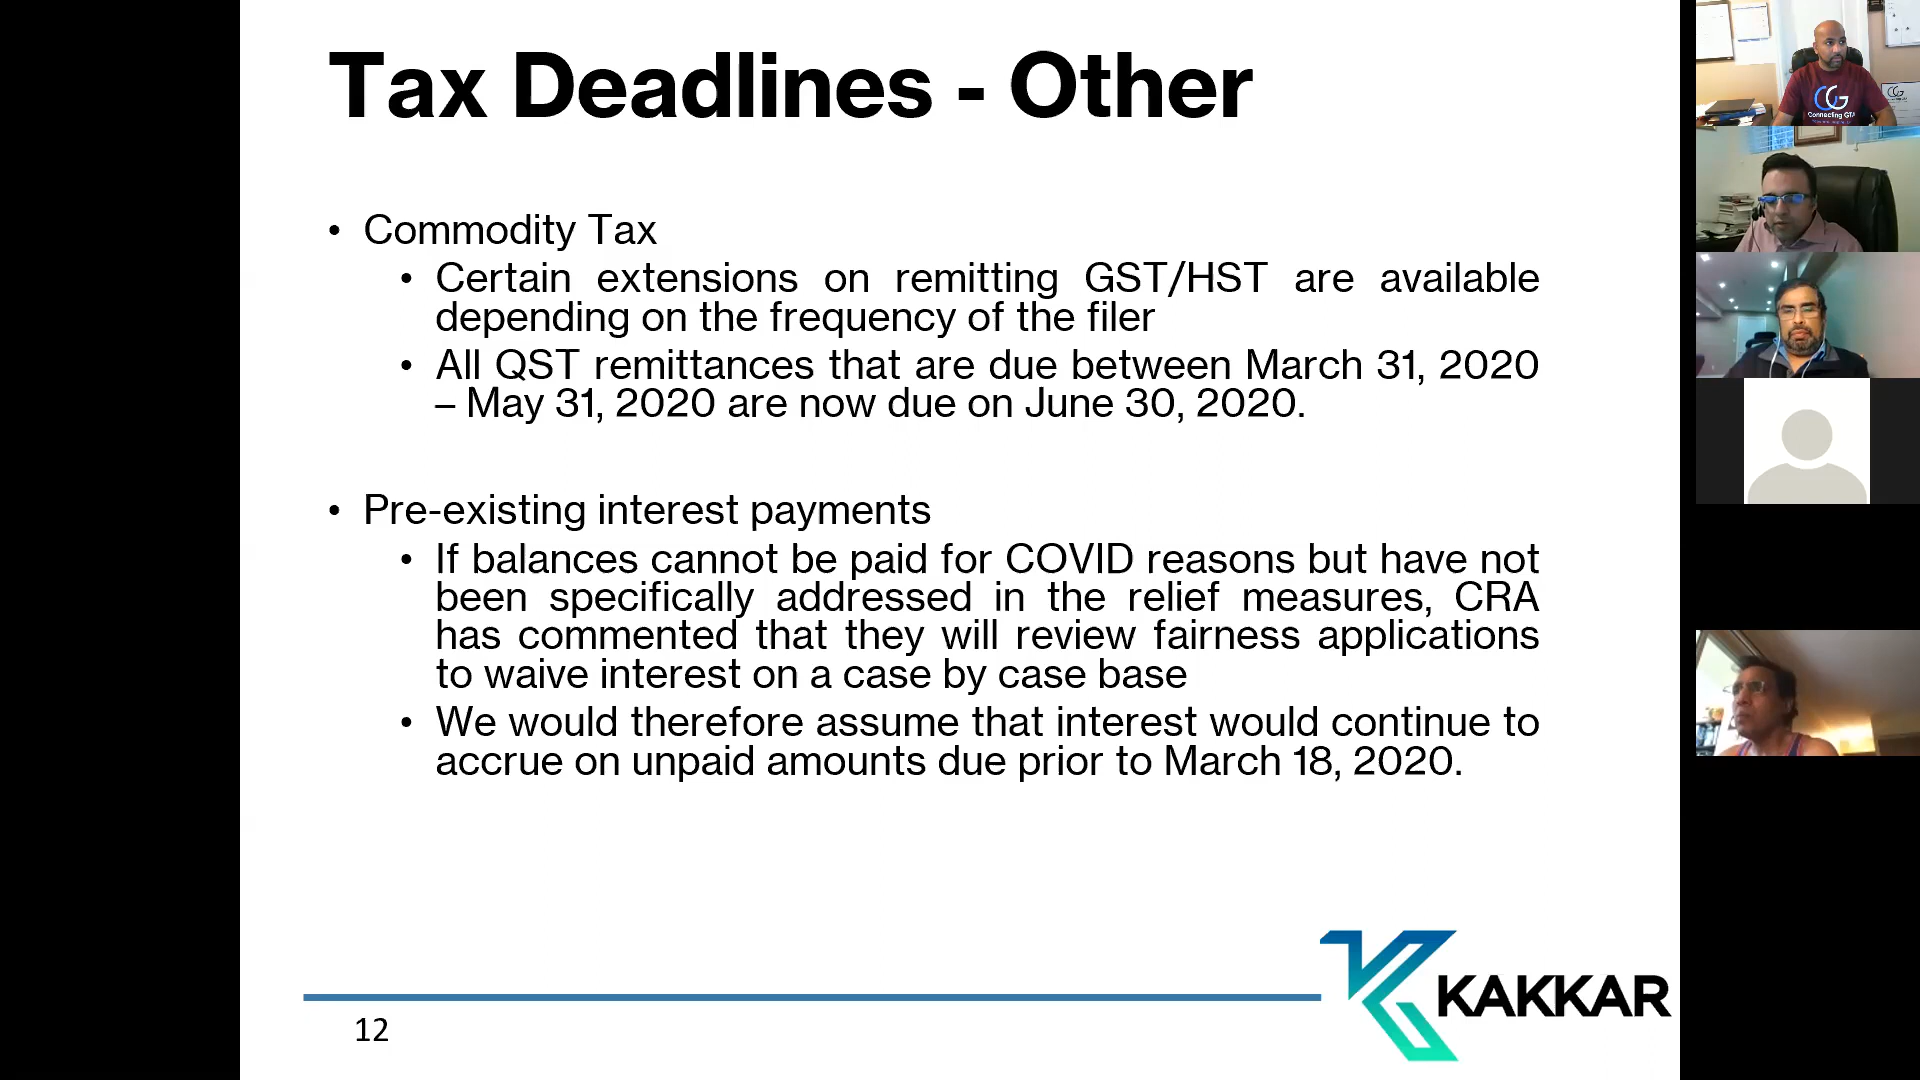 Tax Deadlines - Other
• Commodity Tax
• Certain extensions on remitting GST/HST are available
depending on the frequency of the filer
• All QST remittances that are due between March 31, 2020
– May 31, 2020 are now due on June 30, 2020.
• Pre-existing interest payments
• If balances cannot be paid for COVID reasons but have not
been specifically addressed in the relief measures, CRA
has commented that they will review fairness applications
to waive interest on a case by case base
• We would therefore assume that interest would continue to
accrue on unpaid amounts due prior to March 18, 2020.
KAKKAR
12
CG
Connecting GTA